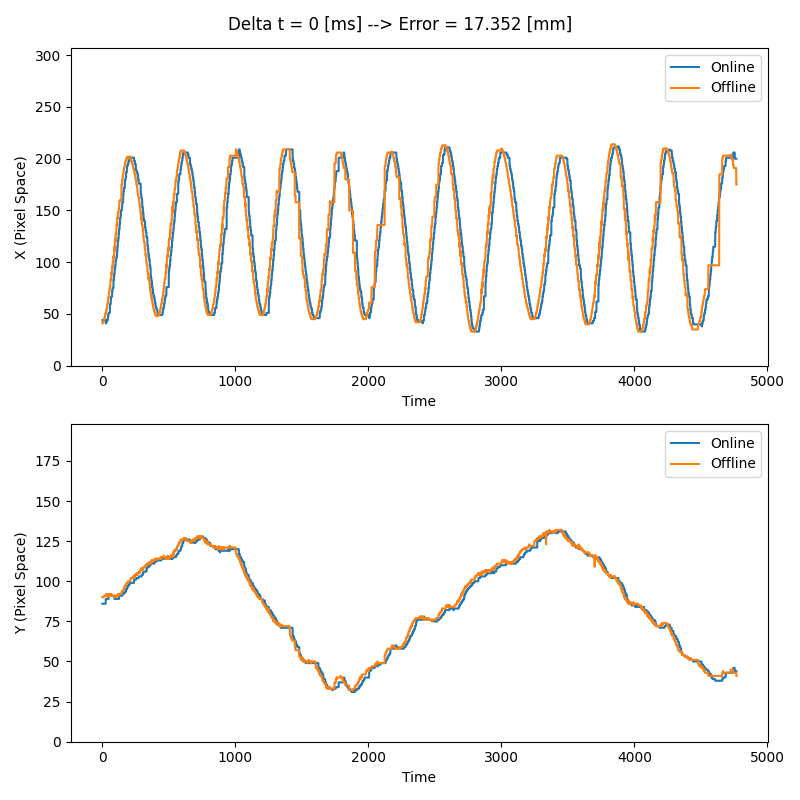 Delta t = 0 [ms] --> Error = 17.352 [mm]
300
250
200
150
100
50
0
X (Pixel Space)
Online
Offline
0 1000 2000 3000 4000 5000
Time
175
150
125
100
75
50
25
0
Y (Pixel Space)
Online
Offline
0 1000 2000 3000 4000 5000
Time